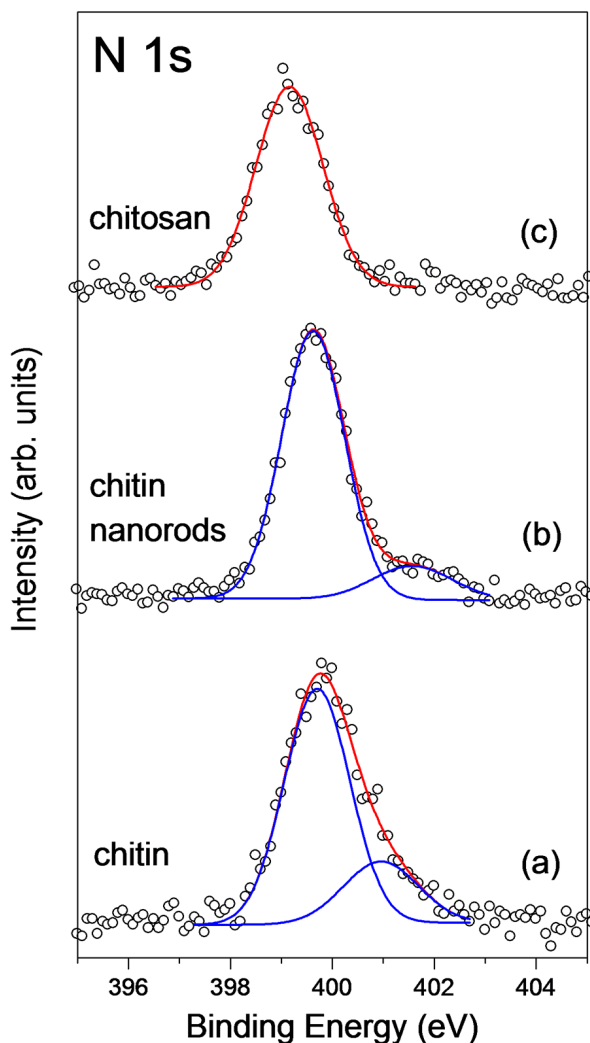 N 1s
chitosan
(c)
chitin
nanorods
(b)
chitin
(a)
Intensity (arb. units)
396 398 400 402 404
Binding Energy (eV)